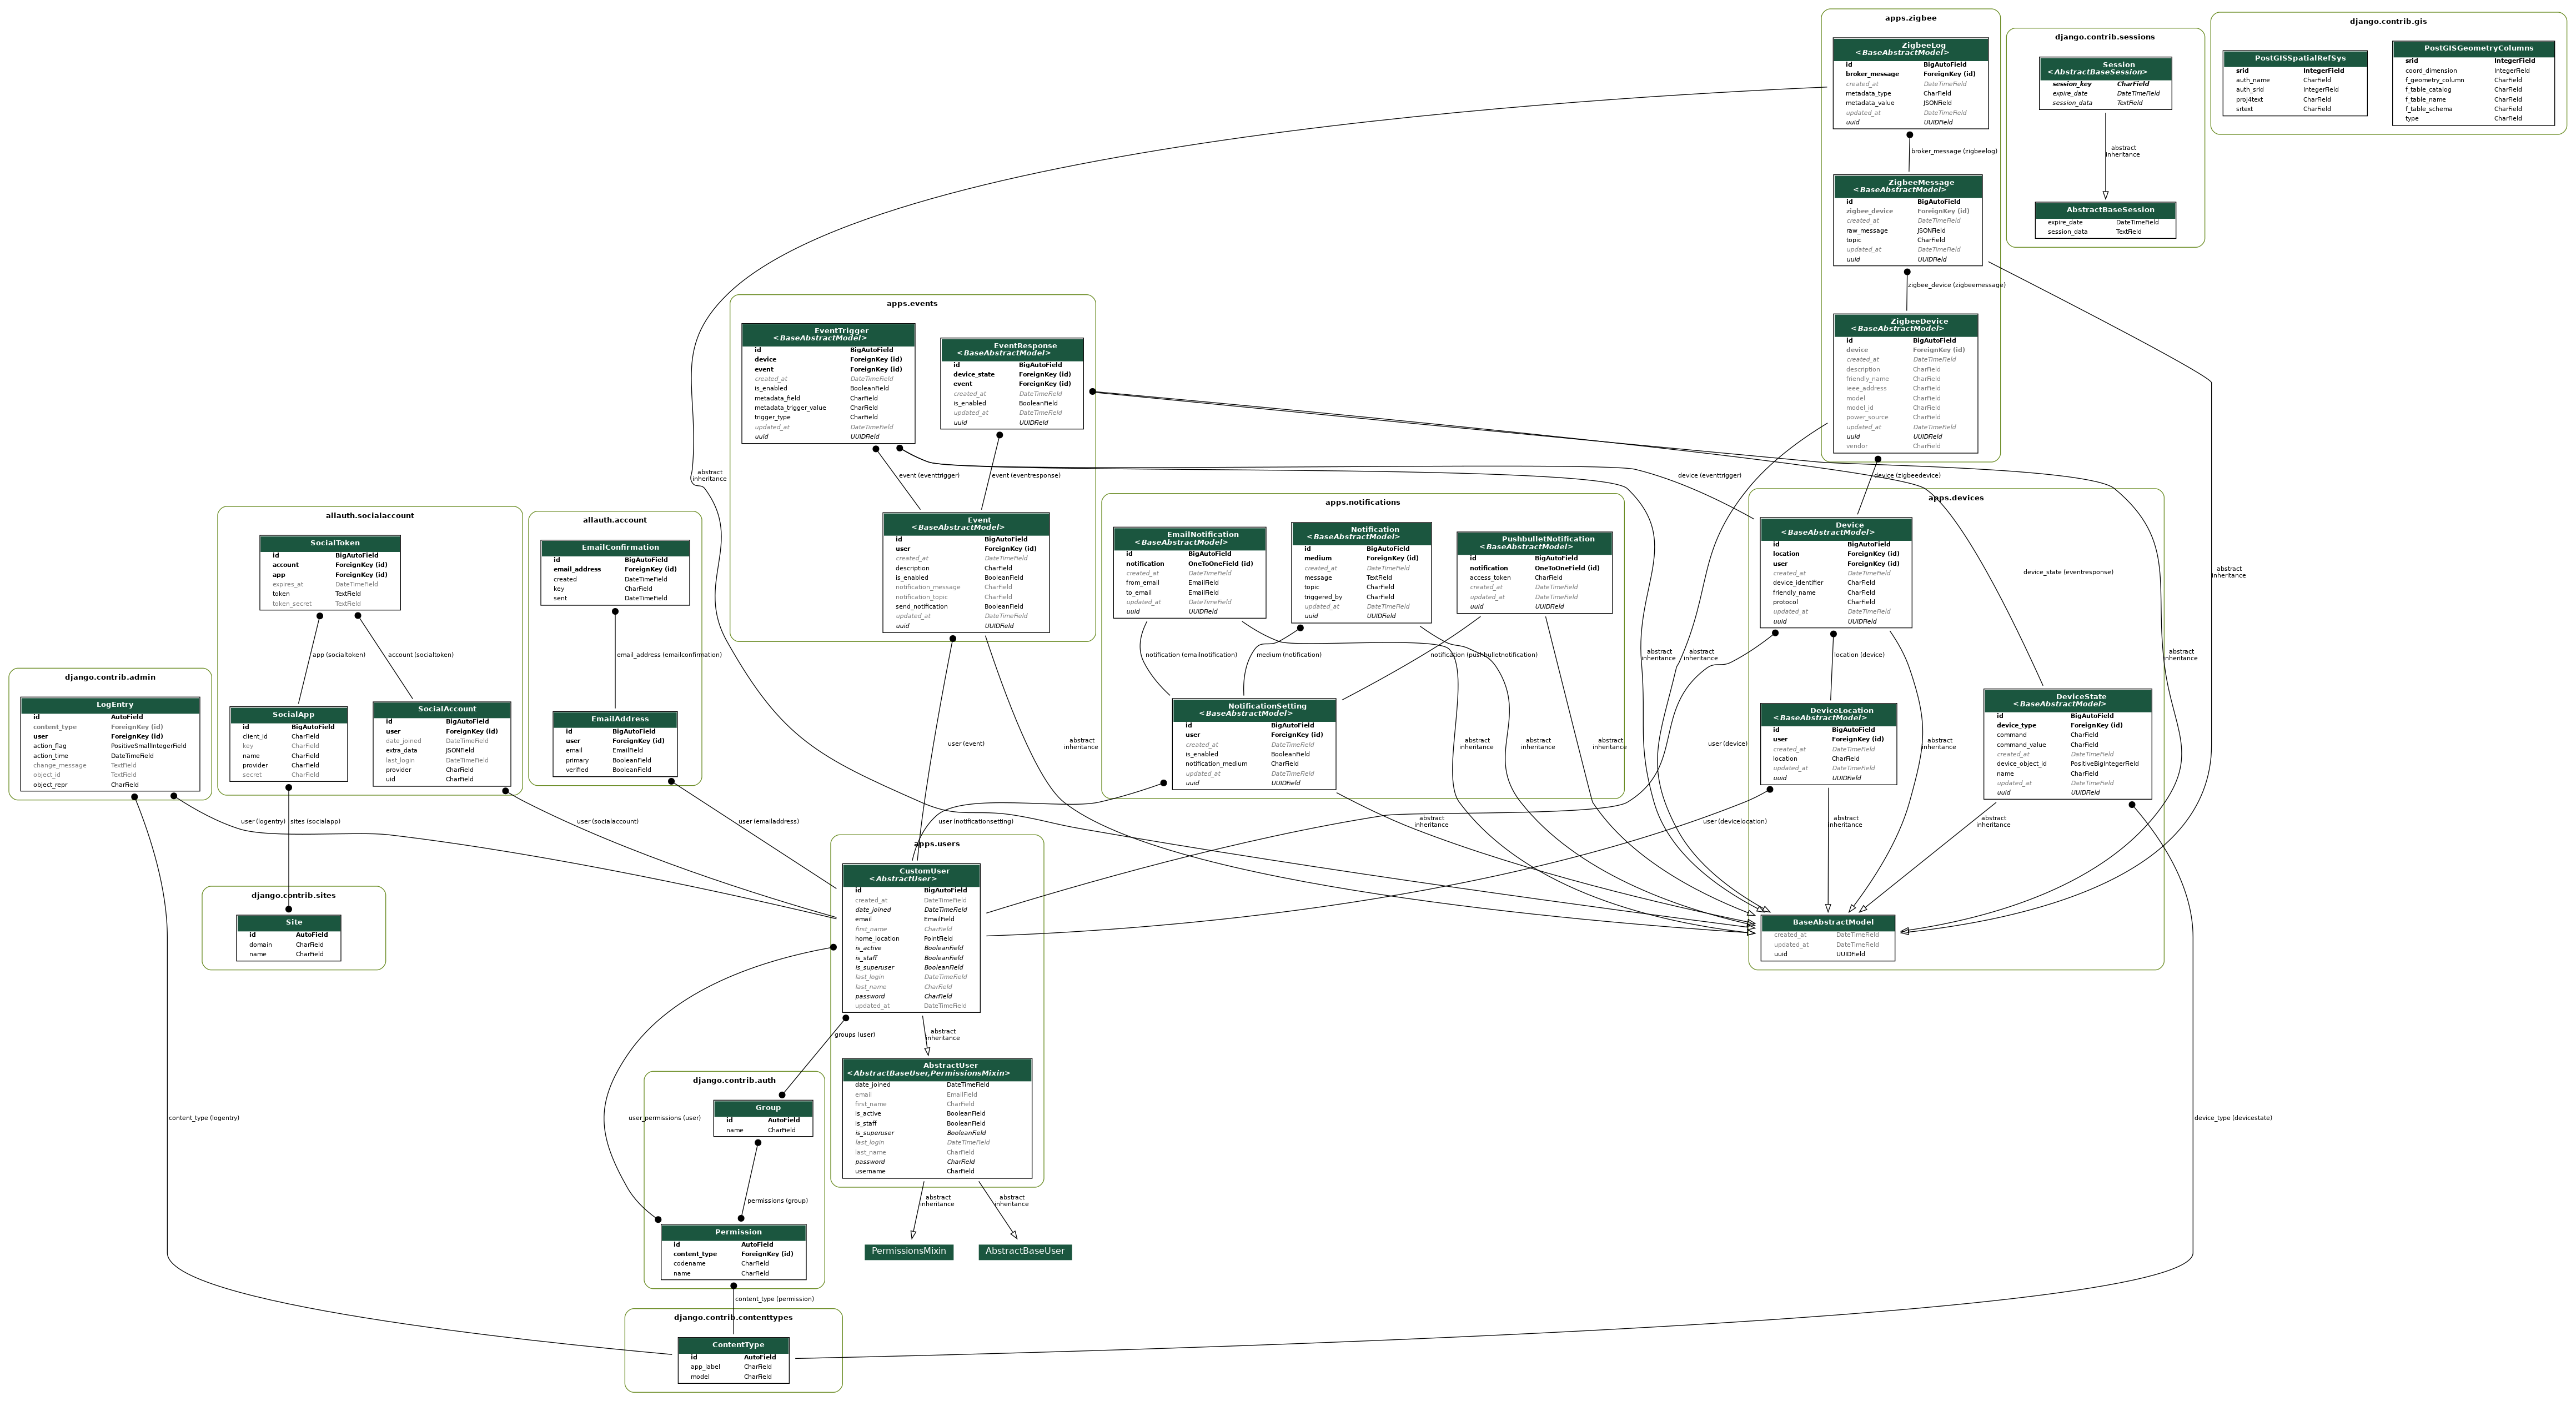 apps.zigbee
ZigbeeLog
<BaseAbstractModel>
id BigAutoField
broker_message ForeignKey (id)
created_at DateTimeField
metadata_type CharField
metadata_value JSONField
updated_at DateTimeField
uuid UUIDField
broker_message (zigbeelog)
ZigbeeMessage
<BaseAbstractModel>
id BigAutoField
zigbee_device ForeignKey (id)
created_at DateTimeField
raw_message JSONField
topic CharField
updated_at DateTimeField
uuid UUIDField
zigbee_device (zigbeemessage)
ZigbeeDevice
<BaseAbstractModel>
id BigAutoField
device ForeignKey (id)
created_at DateTimeField
description CharField
friendly_name CharField
ieee_address CharField
model CharField
model_id CharField
power_source CharField
updated_at DateTimeField
uuid UUIDField
vendor CharField
device (zigbeedevice)
django.contrib.sessions
Session
<AbstractBaseSession>
session_key CharField
expire_date DateTimeField
session_data TextField
abstract
inheritance
AbstractBaseSession
expire_date DateTimeField
session_data TextField
django.contrib.gis
PostGISSpatialRefSys
srid IntegerField
auth_name CharField
auth_srid IntegerField
proj4text CharField
srtext CharField
PostGISGeometryColumns
srid IntegerField
coord_dimension IntegerField
f_geometry_column CharField
f_table_catalog CharField
f_table_name CharField
f_table_schema CharField
type CharField
apps.events
EventTrigger
<BaseAbstractModel>
id BigAutoField
device ForeignKey (id)
event ForeignKey (id)
created_at DateTimeField
is_enabled BooleanField
metadata_field CharField
metadata_trigger_value CharField
trigger_type CharField
updated_at DateTimeField
uuid UUIDField
EventResponse
<BaseAbstractModel>
id BigAutoField
device_state ForeignKey (id)
event ForeignKey (id)
created_at DateTimeField
is_enabled BooleanField
updated_at DateTimeField
uuid UUIDField
abstract
inheritance
event (eventtrigger)
event (eventresponse)
device (eventtrigger)
Event
<BaseAbstractModel>
id BigAutoField
user ForeignKey (id)
created_at DateTimeField
description CharField
is_enabled BooleanField
notification_message CharField
notification_topic CharField
send_notification BooleanField
updated_at DateTimeField
uuid UUIDField
allauth.socialaccount
SocialToken
id BigAutoField
account ForeignKey (id)
app ForeignKey (id)
expires_at DateTimeField
token TextField
token_secret TextField
app (socialtoken)
account (socialtoken)
SocialApp
id BigAutoField
client_id CharField
key CharField
name CharField
provider CharField
secret CharField
SocialAccount
id BigAutoField
user ForeignKey (id)
date_joined DateTimeField
extra_data JSONField
last_login DateTimeField
provider CharField
uid CharField
allauth.account
EmailConfirmation
id BigAutoField
email_address ForeignKey (id)
created DateTimeField
key CharField
sent DateTimeField
email_address (emailconfirmation)
EmailAddress
id BigAutoField
user ForeignKey (id)
email EmailField
primary BooleanField
verified BooleanField
apps.notifications
EmailNotification
<BaseAbstractModel>
id BigAutoField
notification OneToOneField (id)
created_at DateTimeField
from_email EmailField
to_email EmailField
updated_at DateTimeField
uuid UUIDField
Notification
<BaseAbstractModel>
id BigAutoField
medium ForeignKey (id)
created_at DateTimeField
message TextField
topic CharField
triggered_by CharField
updated_at DateTimeField
uuid UUIDField
PushbulletNotification
<BaseAbstractModel>
id BigAutoField
notification OneToOneField (id)
access_token CharField
created_at DateTimeField
updated_at DateTimeField
uuid UUIDField
notification (emailnotification)
medium (notification)
notification (pushbulletnotification)
NotificationSetting
<BaseAbstractModel>
id BigAutoField
user ForeignKey (id)
created_at DateTimeField
is_enabled BooleanField
notification_medium CharField
updated_at DateTimeField
uuid UUIDField
apps.devices
Device
<BaseAbstractModel>
id BigAutoField
location ForeignKey (id)
user ForeignKey (id)
created_at DateTimeField
device_identifier CharField
friendly_name CharField
protocol CharField
updated_at DateTimeField
uuid UUIDField
device_state (eventresponse)
abstract
inheritance
abstract
inheritance
abstract
inheritance
location (device)
abstract
inheritance
DeviceLocation
<BaseAbstractModel>
id BigAutoField
user ForeignKey (id)
created_at DateTimeField
location CharField
updated_at DateTimeField
uuid UUIDField
DeviceState
<BaseAbstractModel>
id BigAutoField
device_type ForeignKey (id)
command CharField
command_value CharField
created_at DateTimeField
device_object_id PositiveBigIntegerField
name CharField
updated_at DateTimeField
uuid UUIDField
django.contrib.admin
LogEntry
id AutoField
content_type ForeignKey (id)
user ForeignKey (id)
action_flag PositiveSmallIntegerField
action_time DateTimeField
change_message TextField
object_id TextField
object_repr CharField
user (event)
abstract
inheritance
abstract
inheritance
abstract
inheritance
abstract
inheritance
user (device)
abstract
inheritance
user (logentry)
sites (socialapp)
user (socialaccount)
user (emailaddress)
user (notificationsetting)
abstract
inheritance
user (devicelocation)
abstract
inheritance
abstract
inheritance
django.contrib.sites
Site
id AutoField
domain CharField
name CharField
apps.users
CustomUser
<AbstractUser>
id BigAutoField
created_at DateTimeField
date_joined DateTimeField
email EmailField
first_name CharField
home_location PointField
is_active BooleanField
is_staff BooleanField
is_superuser BooleanField
last_login DateTimeField
last_name CharField
password CharField
updated_at DateTimeField
BaseAbstractModel
created_at DateTimeField
updated_at DateTimeField
uuid UUIDField
groups (user)
abstract
inheritance
AbstractUser
<AbstractBaseUser,PermissionsMixin>
date_joined DateTimeField
email EmailField
first_name CharField
is_active BooleanField
is_staff BooleanField
is_superuser BooleanField
last_login DateTimeField
last_name CharField
password CharField
username CharField
django.contrib.auth
Group
id AutoField
name CharField
content_type (logentry)
user_permissions (user)
device_type (devicestate)
permissions (group)
abstract
inheritance
abstract
inheritance
Permission
id AutoField
content_type ForeignKey (id)
codename CharField
name CharField
PermissionsMixin
AbstractBaseUser
content_type (permission)
django.contrib.contenttypes
ContentType
id AutoField
app_label CharField
model CharField